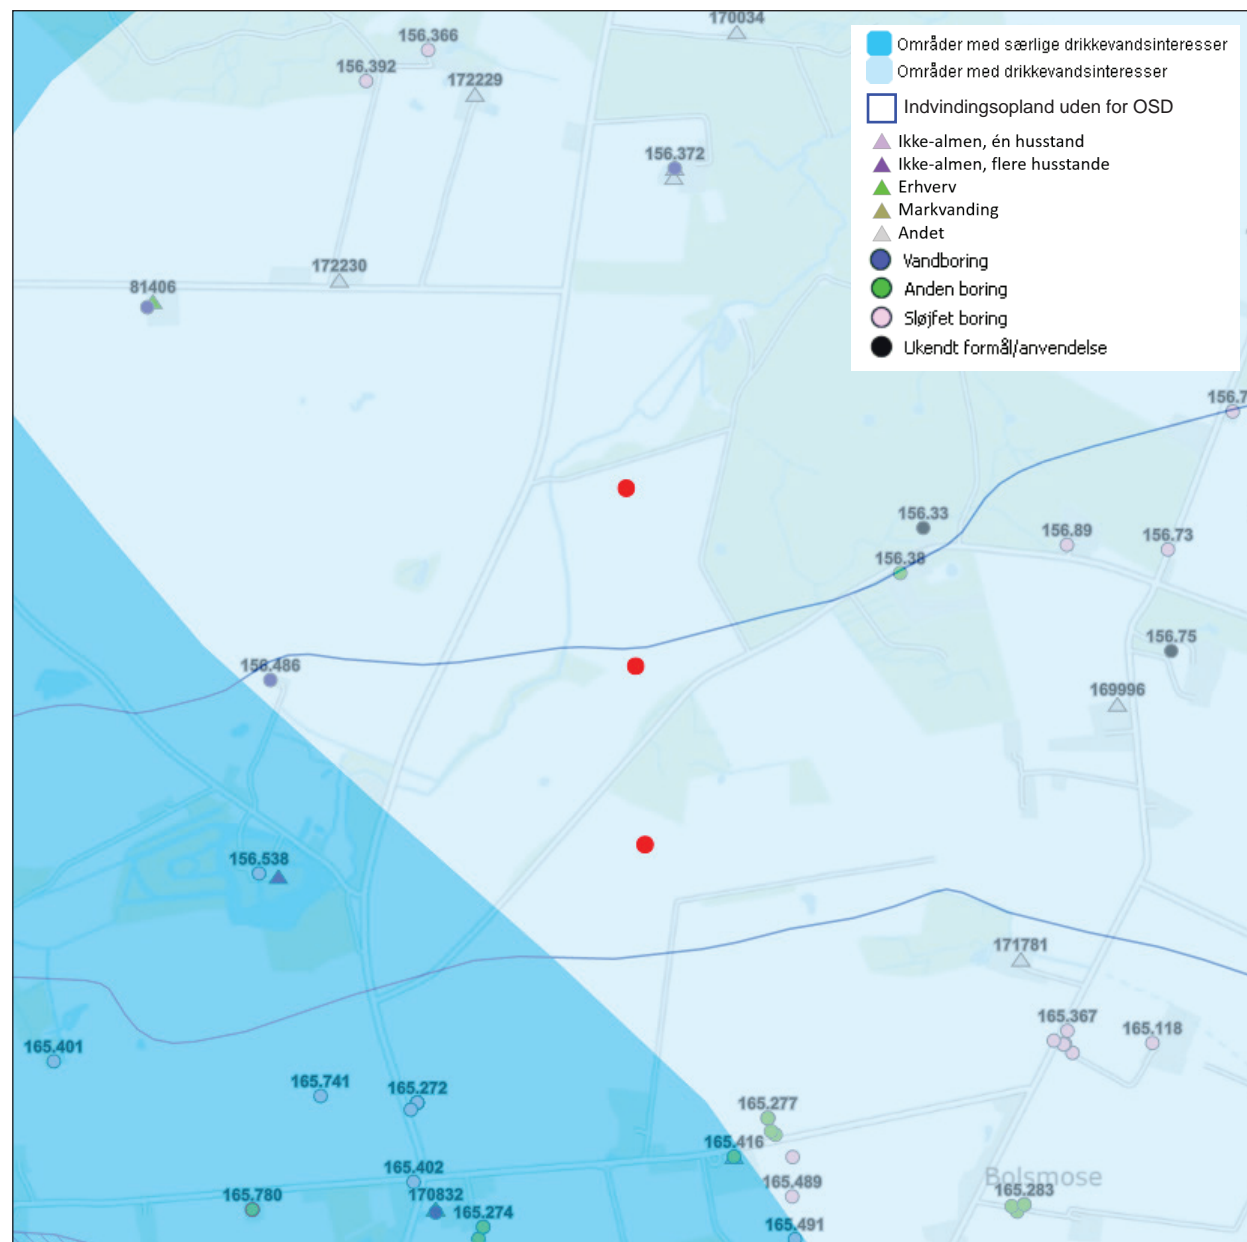 170034
156.366
156.392
172229
156.372
172230
81406
Områder med særlige drikkevandsinteresser
Områder med drikkevandsinteresser
Indvindingsopland uden for OSD
Ikke-almen, én husstand
Ikke-almen, flere husstande
Erhverv
Markvanding
Andet
Vandboring
Anden boring
Sløjfet boring
Ukendt formål/anvendelse
156.7
156.33
156.89
156.73
156.38
156.75
156.486
169996
156.538
171781
165.367
165.118
165.401
165.741
165.272
165.277
165.416
165.402
165.489
Bolsmose
165.283
165.780
170832
165.274
165.491